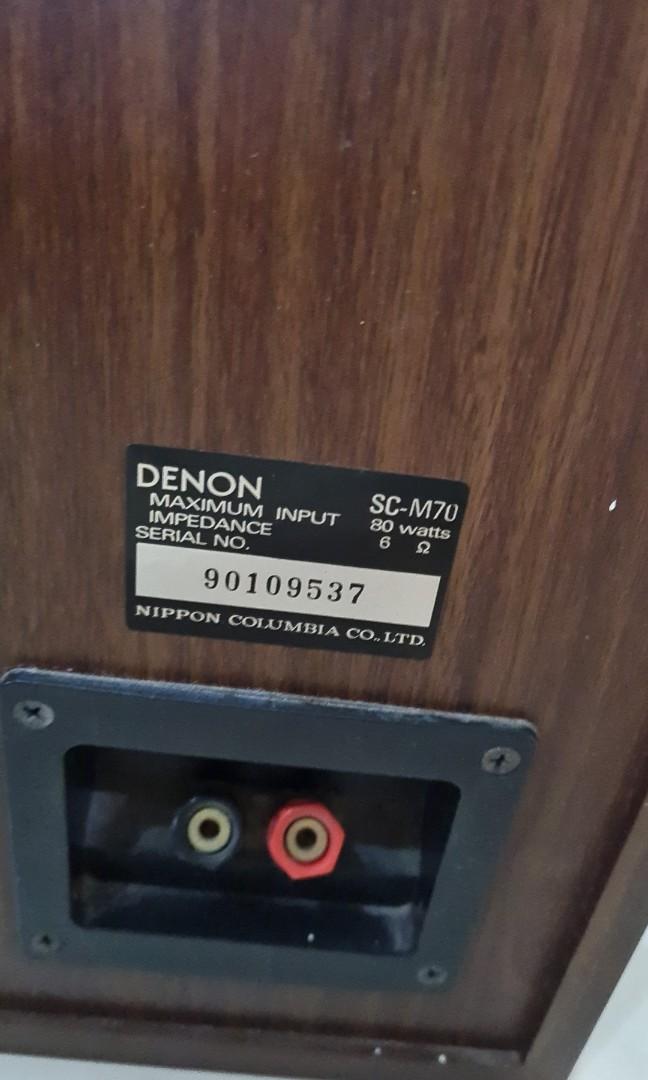 DENON SC-M70
MAXIMUM INPUT 80 watts
IMPEDANCE 6 Ω
SERIAL NO.
90109537
NIPPON COLUMBIA CO.,LTD.